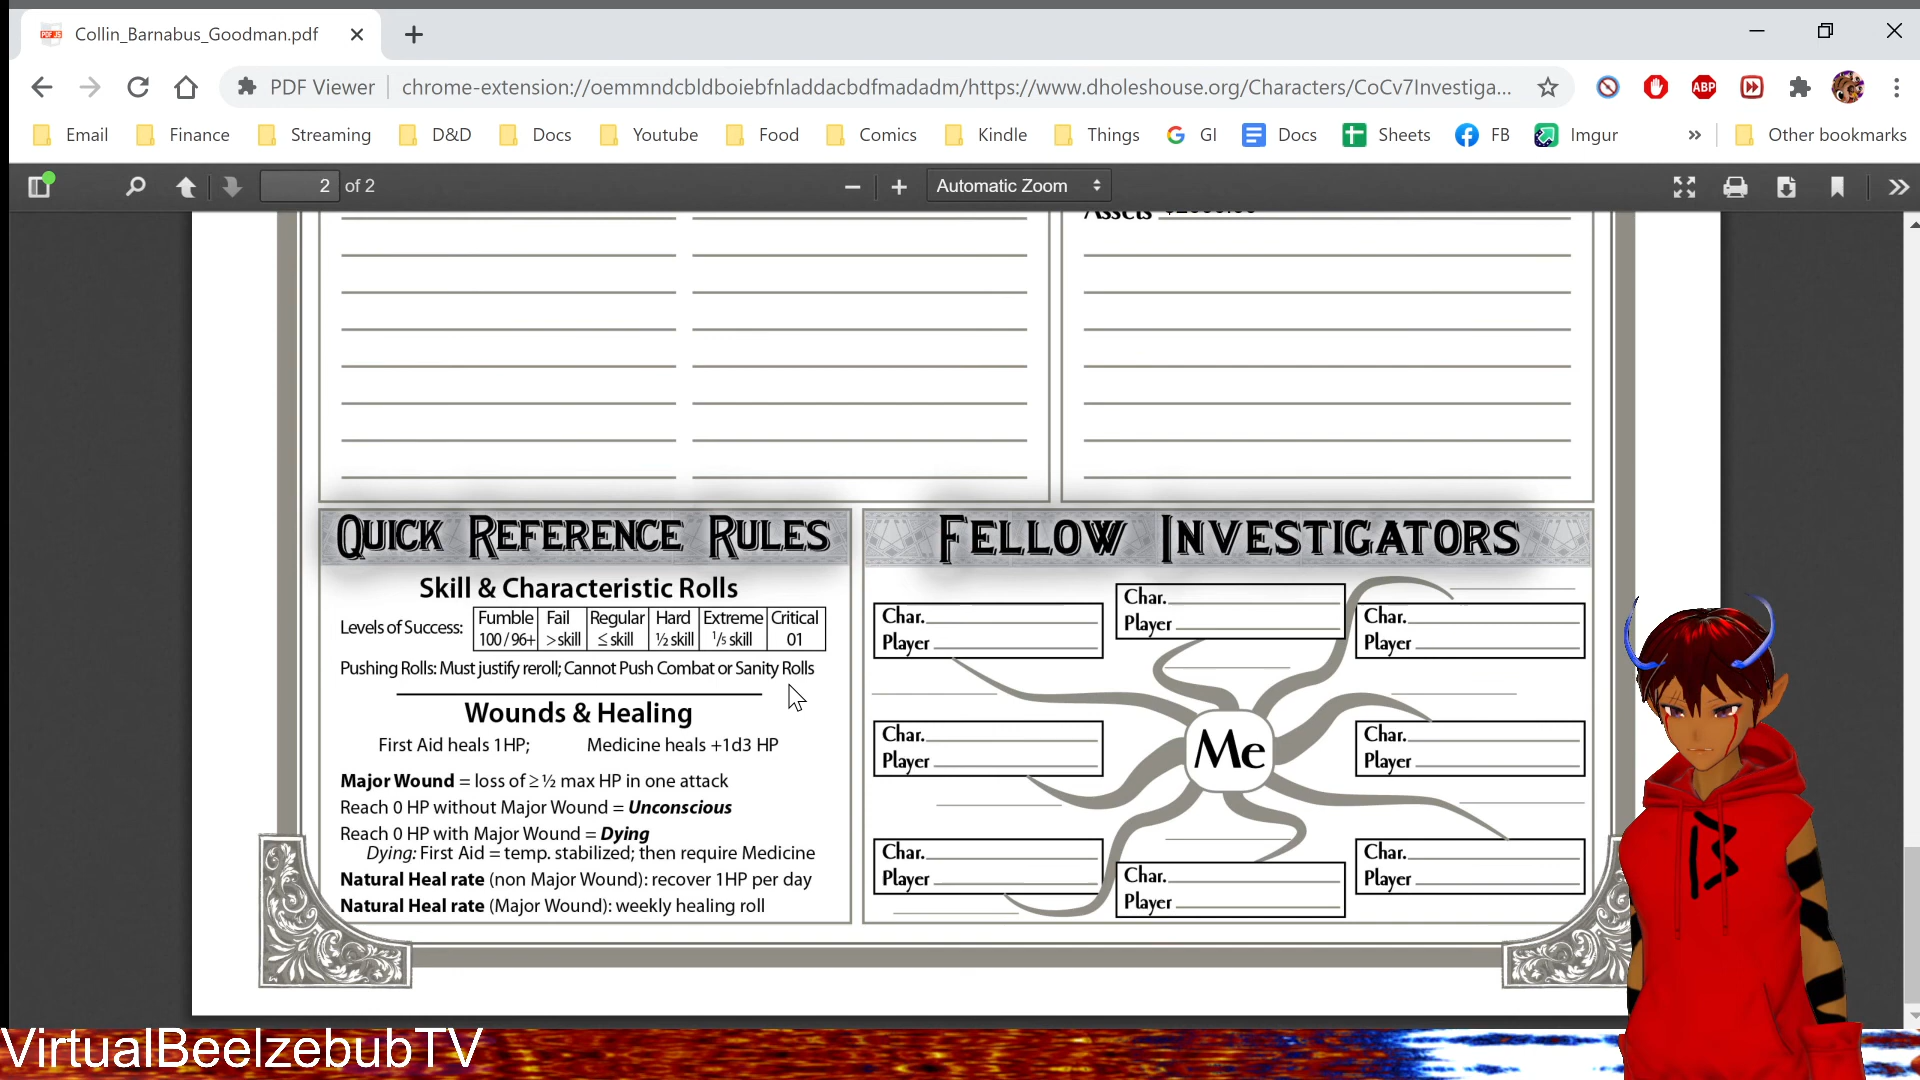 Collin_Barnabus_Goodman.pdf
PDF Viewer chrome-extension://oemmndcbldboiebfnladdacbdfmadadm/https://www.dholeshouse.org/Characters/CoCv7Investiga...
ABP
Email Finance Streaming D&D Docs Youtube Food Comics Kindle Things GI Docs Sheets FB Imgur » Other bookmarks
2 of 2 Automatic Zoom
Assets $2000.00
Quick Reference Rules
Skill & Characteristic Rolls
Levels of Success: Fumble Fail Regular Hard Extreme Critical
100 / 96+ >skill ≤ skill ½ skill 1/5 skill 01
Pushing Rolls: Must justify reroll; Cannot Push Combat or Sanity Rolls
Wounds & Healing
First Aid heals 1HP; Medicine heals +1d3 HP
Major Wound = loss of ≥ ½ max HP in one attack
Reach 0 HP without Major Wound = Unconscious
Reach 0 HP with Major Wound = Dying
Dying: First Aid = temp. stabilized; then require Medicine
Natural Heal rate (non Major Wound): recover 1HP per day
Natural Heal rate (Major Wound): weekly healing roll
Fellow Investigators
Char.
Player
Char.
Player
Char.
Player
Char.
Player
Me
Char.
Player
Char.
Player
Char.
Player
Char.
Player
B
VirtualBeelzebubTV